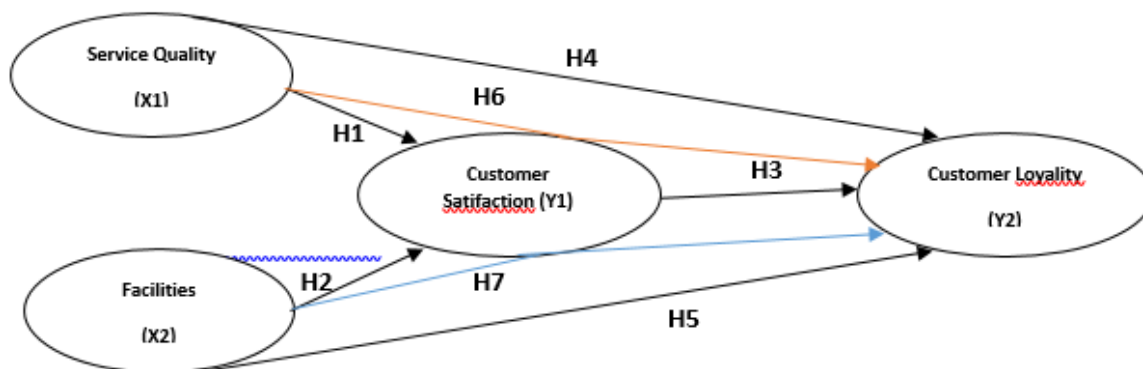 Service Quality
(X1)
H4
H6
H1
Customer
Satifaction (Y1)
H3
Customer Loyality
(Y2)
H2
H7
Facilities
(X2)
H5